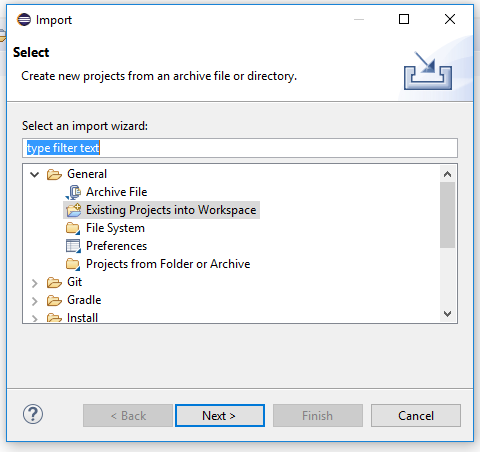 Import
Select
Create new projects from an archive file or directory.
Select an import wizard:
type filter text
General
Archive File
Existing Projects into Workspace
File System
Preferences
Projects from Folder or Archive
Git
Gradle
Install
?
< Back
Next >
Finish
Cancel